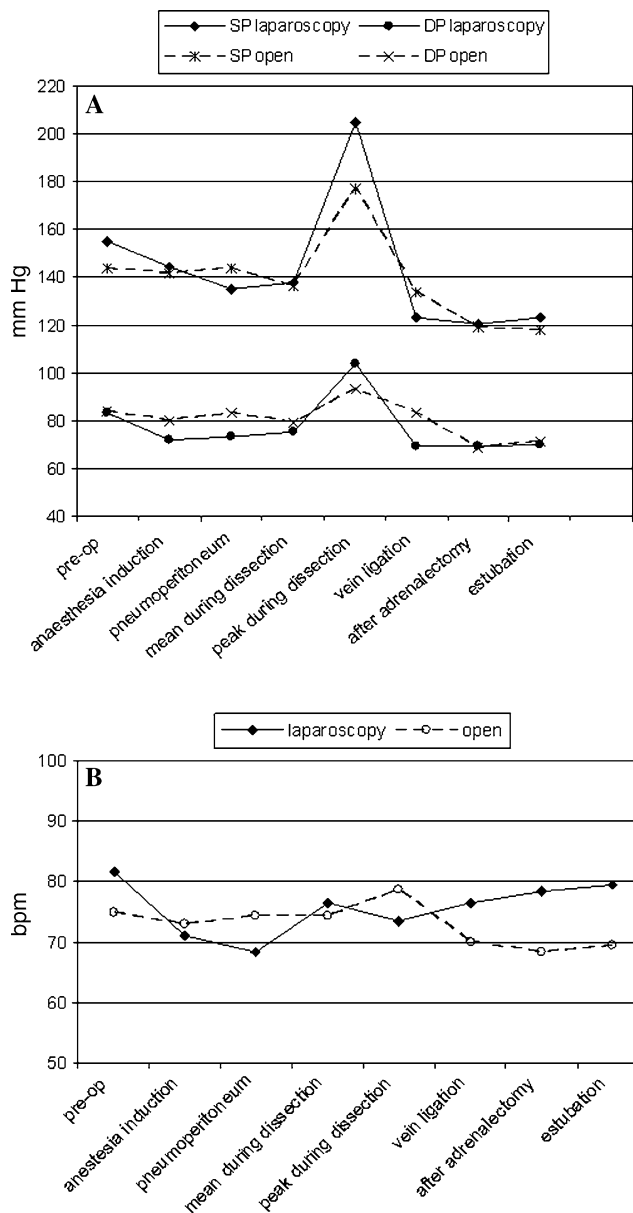 SP laparoscopy DP laparoscopy
SP open DP open
A
mm Hg
220
200
180
160
140
120
100
80
60
40
pre-op
anaesthesia induction
pneumoperitoneum
mean during dissection
peak during dissection
vein ligation
after adrenalectomy
estubation
laparoscopy open
B
bpm
100
90
80
70
60
50
pre-op
anestesia induction
pneumoperitoneum
mean during dissection
peak during dissection
vein ligation
after adrenalectomy
estubation